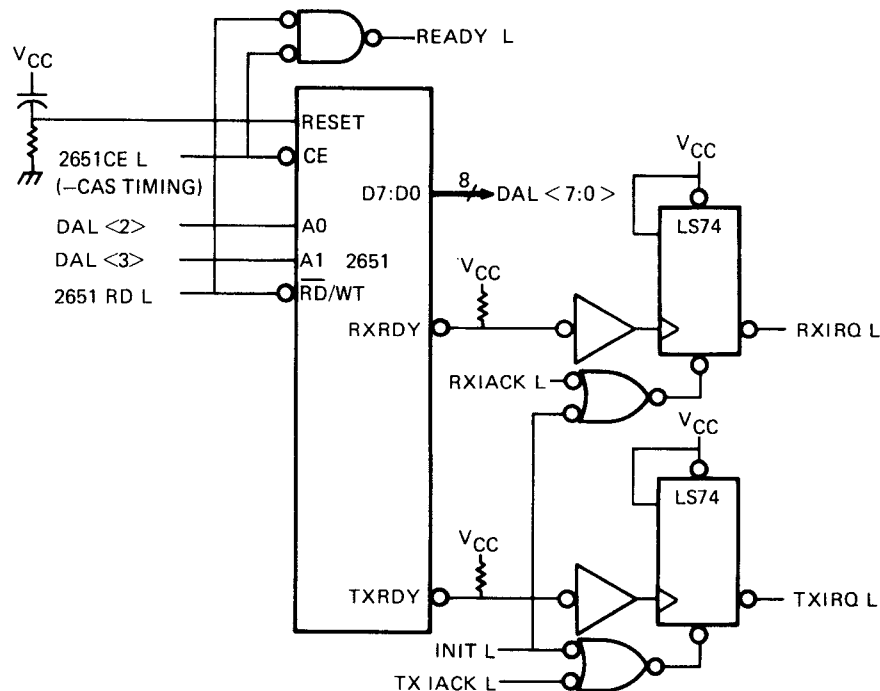 READY L
VCC
RESET
2651CE L
(−CAS TIMING)
CE
D7:D0
8
DAL <7:0>
VCC
LS74
DAL <2>
A0
DAL <3>
A1
2651
2651 RD L
RD/WT
VCC
RXRDY
RXIRQ L
RXIACK L
VCC
LS74
VCC
TXRDY
TXIRQ L
INIT L
TX IACK L